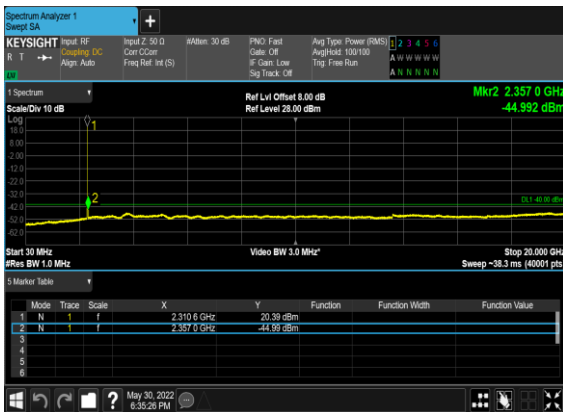 Spectrum Analyzer 1
Swept SA
KEYSIGHT
R T
Input: RF
Coupling: DC
Align: Auto
Input Z: 50 Ω
Corr CCorr
Freq Ref: Int (S)
#Atten: 30 dB
PNO: Fast
Gate: Off
IF Gain: Low
Sig Track: Off
Avg Type: Power (RMS)
Avg|Hold: 100/100
Trig: Free Run
1 2 3 4 5 6
A W W W W W
A N N N N N
1 Spectrum
Scale/Div 10 dB
Ref Lvl Offset 8.00 dB
Ref Level 28.00 dBm
Mkr2 2.357 0 GHz
-44.992 dBm
Log
18.0
8.00
-2.00
-12.0
-22.0
-32.0
-42.0
-52.0
-62.0
1
2
DL1 -40.00 dBm
Start 30 MHz
#Res BW 1.0 MHz
Video BW 3.0 MHz*
Stop 20.000 GHz
Sweep ~38.3 ms (40001 pts)
5 Marker Table
Mode Trace Scale X Y Function Function Width Function Value
1 N 1 f 2.310 6 GHz 20.39 dBm
2 N 1 f 2.357 0 GHz -44.99 dBm
3
4
5
6
?
May 30, 2022
6:35:26 PM